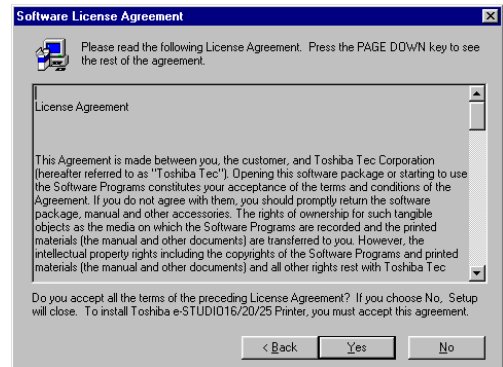 Software License Agreement
Please read the following License Agreement. Press the PAGE DOWN key to see
the rest of the agreement.
License Agreement
This Agreement is made between you, the customer, and Toshiba Tec Corporation
(hereafter referred to as "Toshiba Tec"). Opening this software package or starting to use
the Software Programs constitutes your acceptance of the terms and conditions of the
Agreement. If you do not agree with them, you should promptly return the software
package, manual and other accessories. The rights of ownership for such tangible
objects as the media on which the Software Programs are recorded and the printed
materials (the manual and other documents) are transferred to you. However, the
intellectual property rights including the copyrights of the Software Programs and printed
materials (the manual and other documents) and all other rights rest with Toshiba Tec
Do you accept all the terms of the preceding License Agreement? If you choose No, Setup
will close. To install Toshiba e-STUDIO16/20/25 Printer, you must accept this agreement.
< Back Yes No